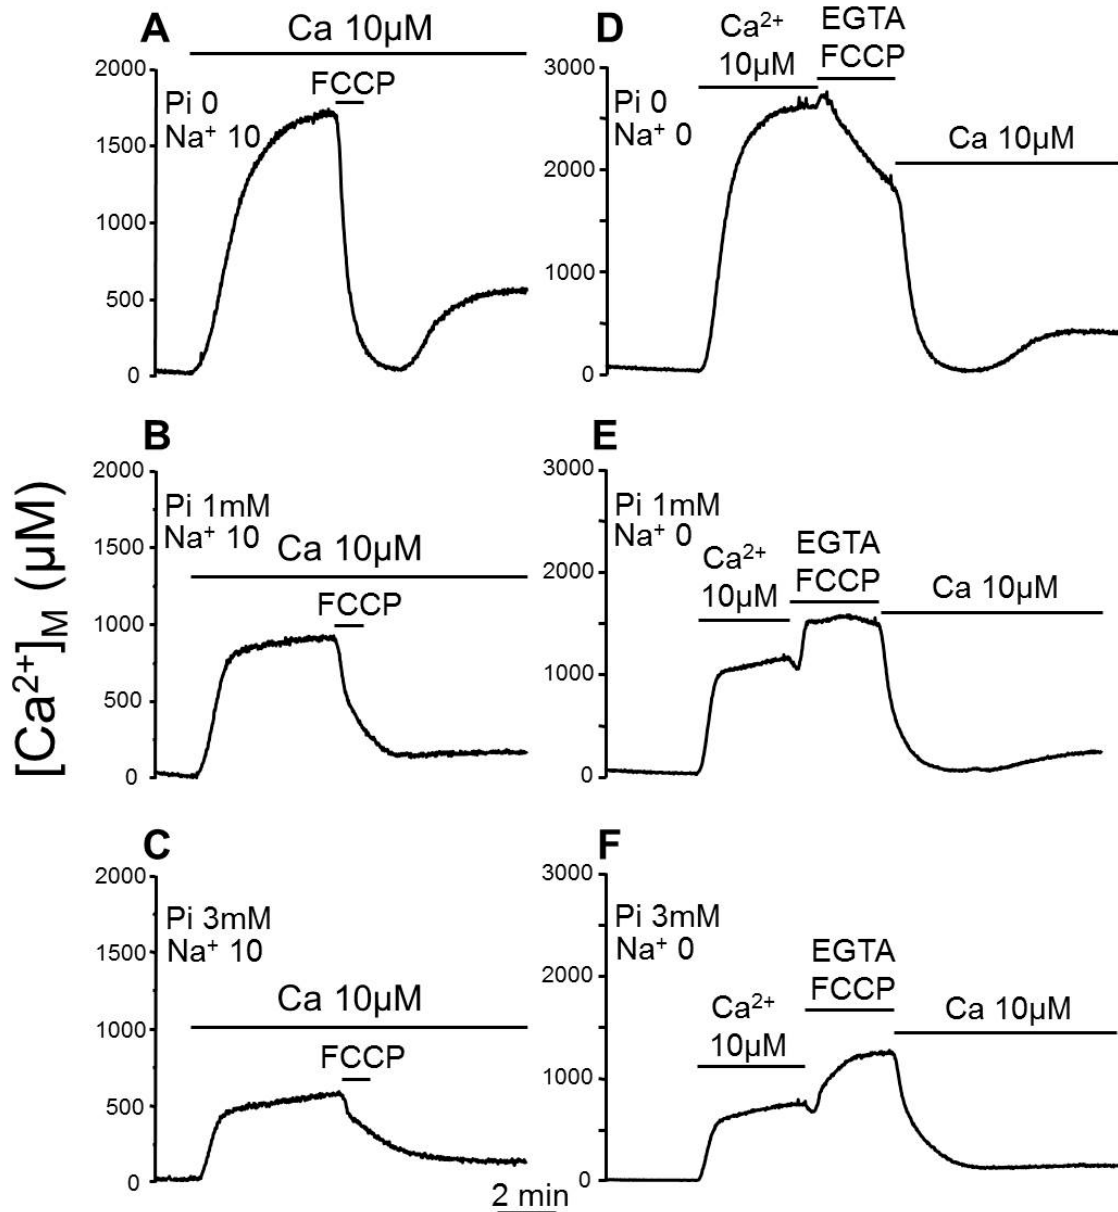 A
Ca 10µM
FCCP
Pi 0
Na⁺ 10
2000
1500
1000
500
0
D
Ca²⁺
10µM
EGTA
FCCP
Pi 0
Na⁺ 0
Ca 10µM
3000
2000
1000
0
B
Pi 1mM
Na⁺ 10
Ca 10µM
FCCP
2000
1500
1000
500
0
E
Pi 1mM
Na⁺ 0
Ca²⁺
10µM
EGTA
FCCP
Ca 10µM
3000
2000
1000
0
[Ca²⁺]M (µM)
C
Pi 3mM
Na⁺ 10
Ca 10µM
FCCP
2000
1500
1000
500
0
F
Pi 3mM
Na⁺ 0
Ca²⁺
10µM
EGTA
FCCP
Ca 10µM
3000
2000
1000
0
2 min